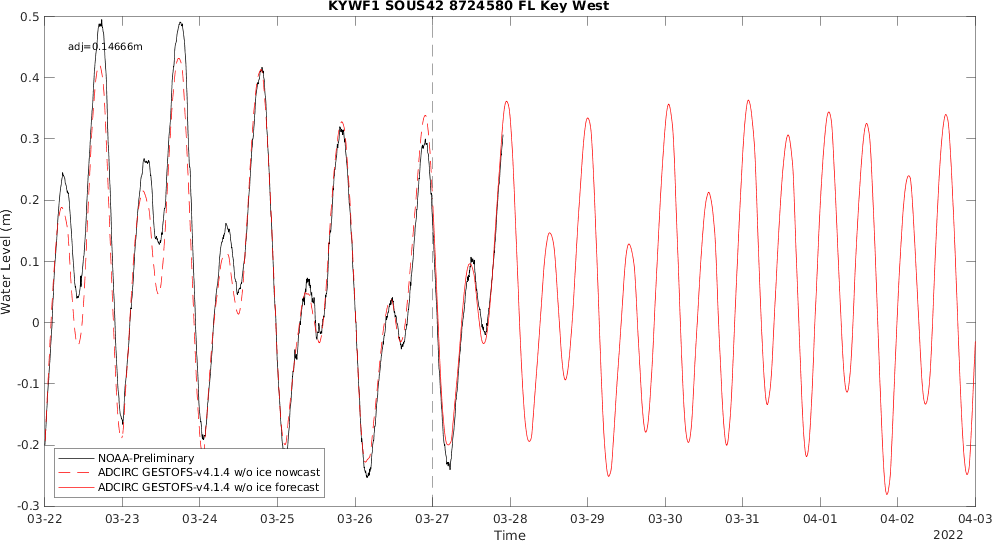 KYWF1 SOUS42 8724580 FL Key West
adj=0.14666m
Water Level (m)
0.5
0.4
0.3
0.2
0.1
0
-0.1
-0.2
-0.3
NOAA-Preliminary
ADCIRC GESTOFS-v4.1.4 w/o ice nowcast
ADCIRC GESTOFS-v4.1.4 w/o ice forecast
03-22 03-23 03-24 03-25 03-26 03-27 03-28 03-29 03-30 03-31 04-01 04-02 04-03
Time
2022